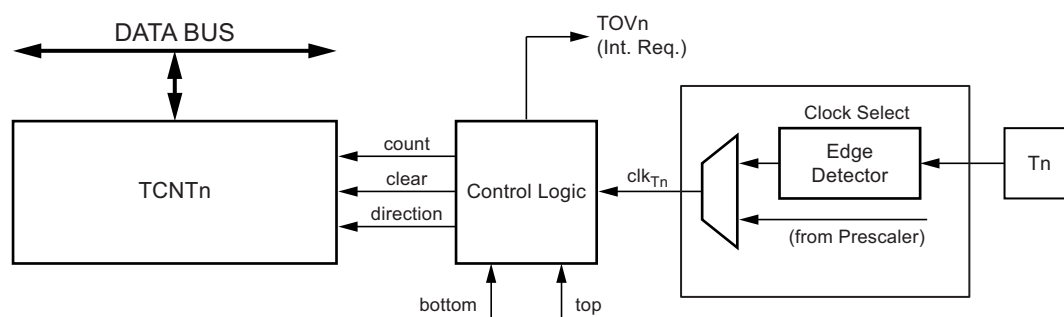 TOVn
(Int. Req.)
DATA BUS
Clock Select
count
TCNTn
clear
direction
Control Logic
clkTn
Edge
Detector
Tn
(from Prescaler)
bottom
top